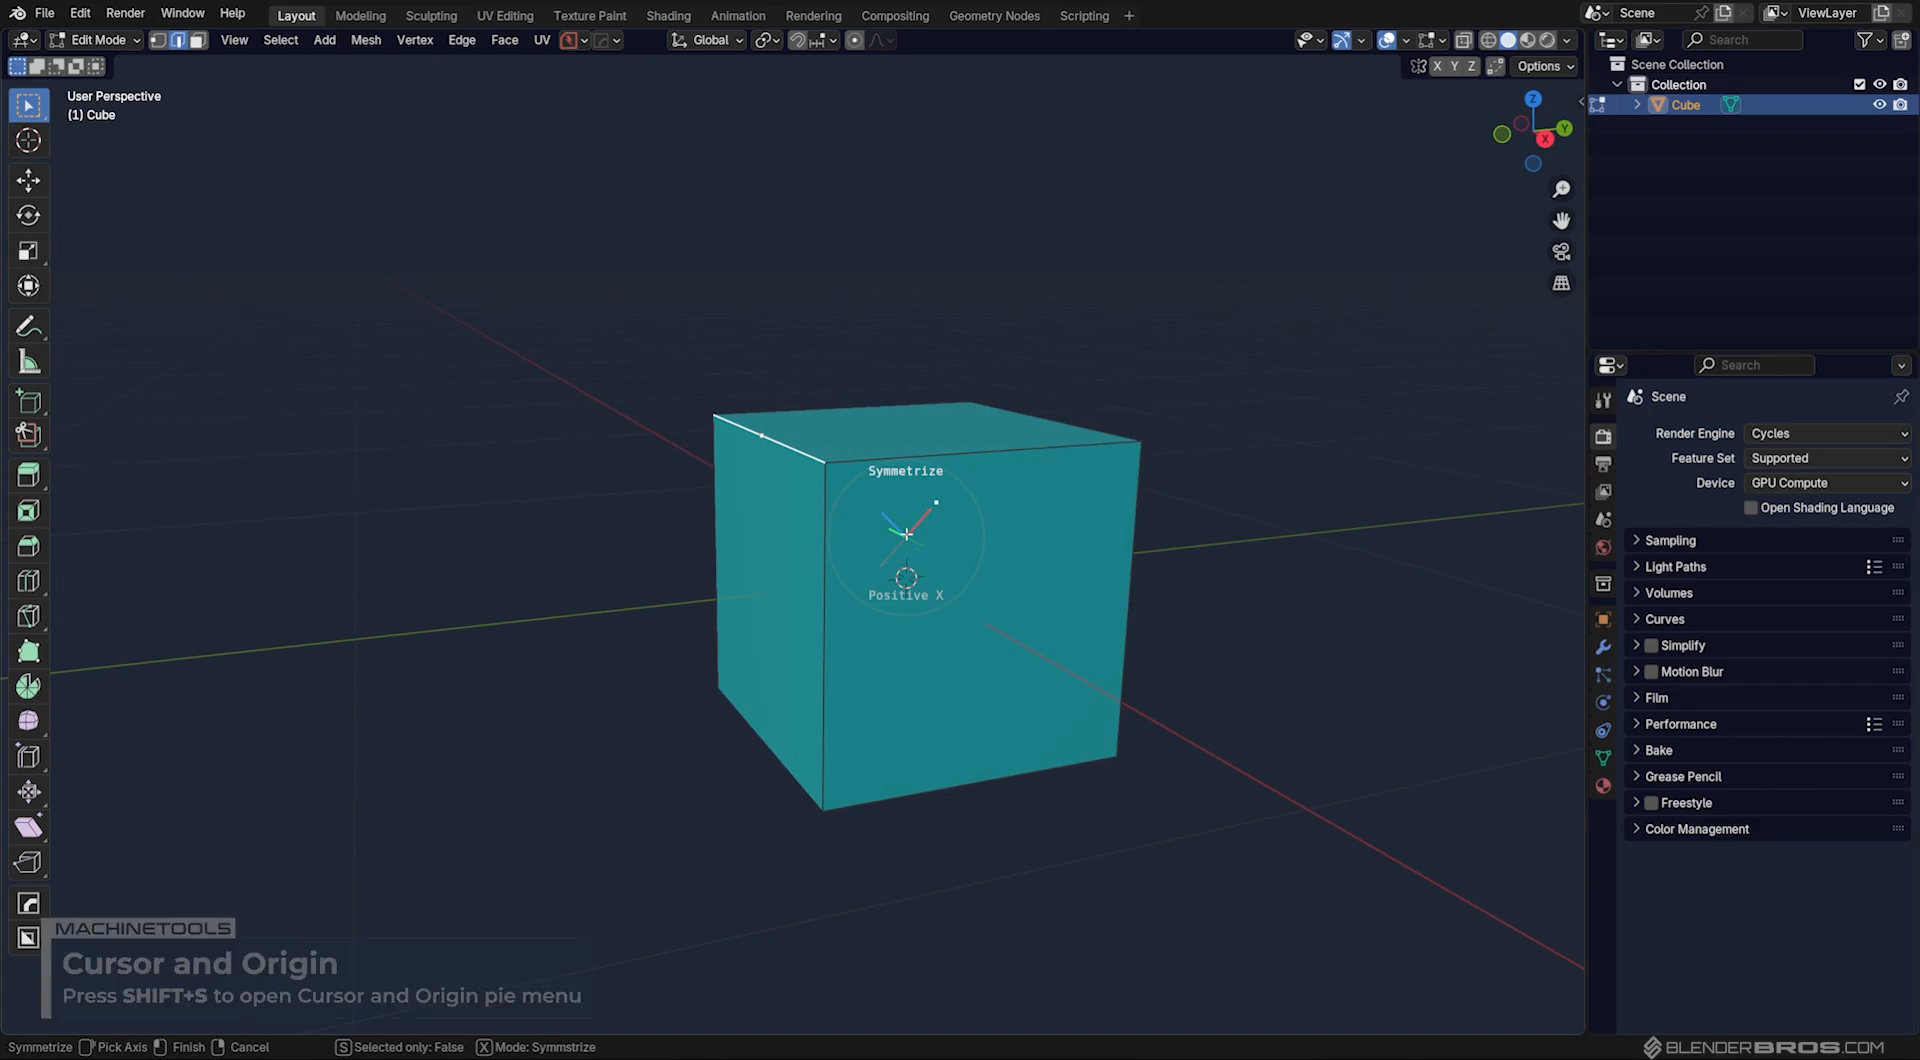 File Edit Render Window Help Layout Modeling Sculpting UV Editing Texture Paint Shading Animation Rendering Compositing Geometry Nodes Scripting + Scene ViewLayer
Edit Mode View Select Add Mesh Vertex Edge Face UV Global Search
X Y Z Options
Scene Collection
Collection
Cube
User Perspective
(1) Cube
Z
Y
X
Search
Scene
Render Engine Cycles
Feature Set Supported
Device GPU Compute
Open Shading Language
Sampling
Light Paths
Volumes
Curves
Simplify
Motion Blur
Film
Performance
Bake
Grease Pencil
Freestyle
Color Management
Symmetrize
Positive X
MACHINETOOLS
Cursor and Origin
Press SHIFT+S to open Cursor and Origin pie menu
Symmetrize Pick Axis Finish Cancel S Selected only: False X Mode: Symmstrize
BLENDERBROS.COM